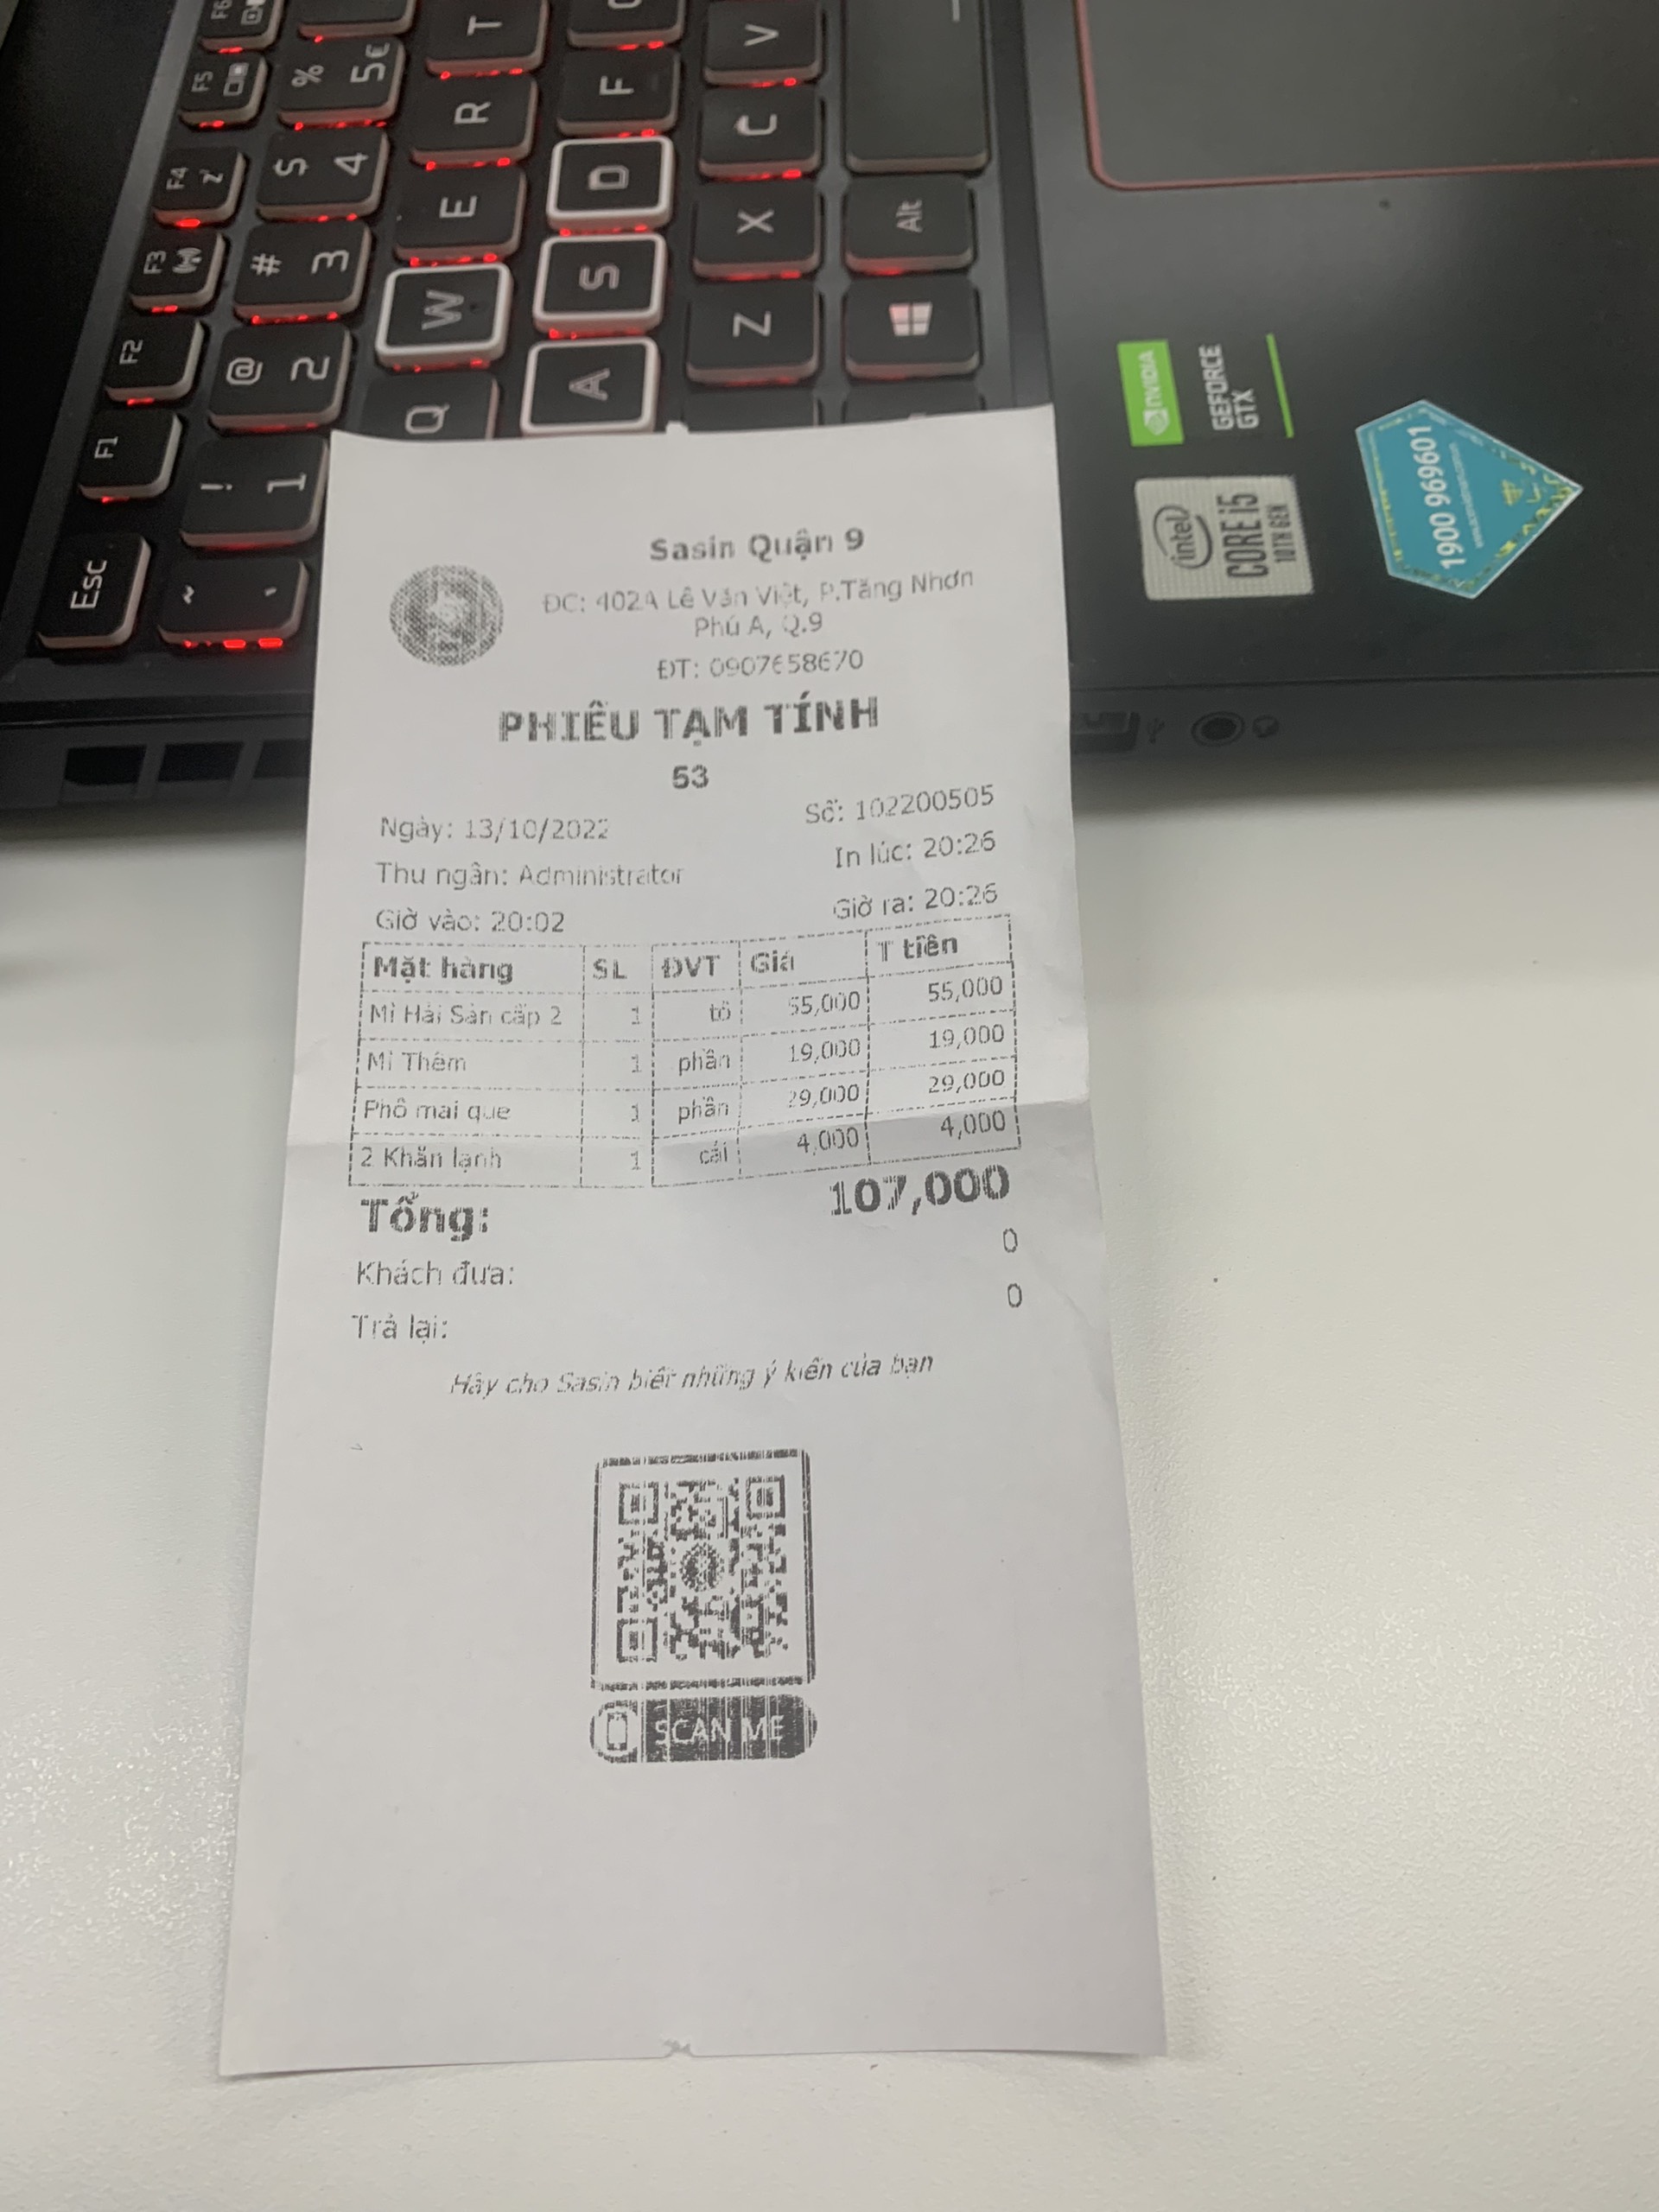 F6
F5
% 5€
T
V
F4
$ 4
R
F
C
F3
# 3
E
D
X
Alt
F2
@ 2
W
S
Z
F1
! 1
Q
A
Esc
~ `
NVIDIA
GEFORCE
GTX
intel
CORE i5
10TH GEN
1900 969601
Sasin Quận 9
ĐC: 402A Lê Văn Việt, P.Tăng Nhơn
Phú A, Q.9
ĐT: 0907658670
PHIẾU TẠM TÍNH
53
Ngày: 13/10/2022 Số: 102200505
Thu ngân: Administrator In lúc: 20:26
Giờ vào: 20:02 Giờ ra: 20:26
Mặt hàng SL ĐVT Giá T tiền
Mì Hải Sản cấp 2 1 tô 55,000 55,000
Mì Thêm 1 phần 19,000 19,000
Phô mai que 1 phần 29,000 29,000
2 Khăn lạnh 1 cái 4,000 4,000
Tổng: 107,000
Khách đưa: 0
Trả lại: 0
Hãy cho Sasin biết những ý kiến của bạn
SCAN ME